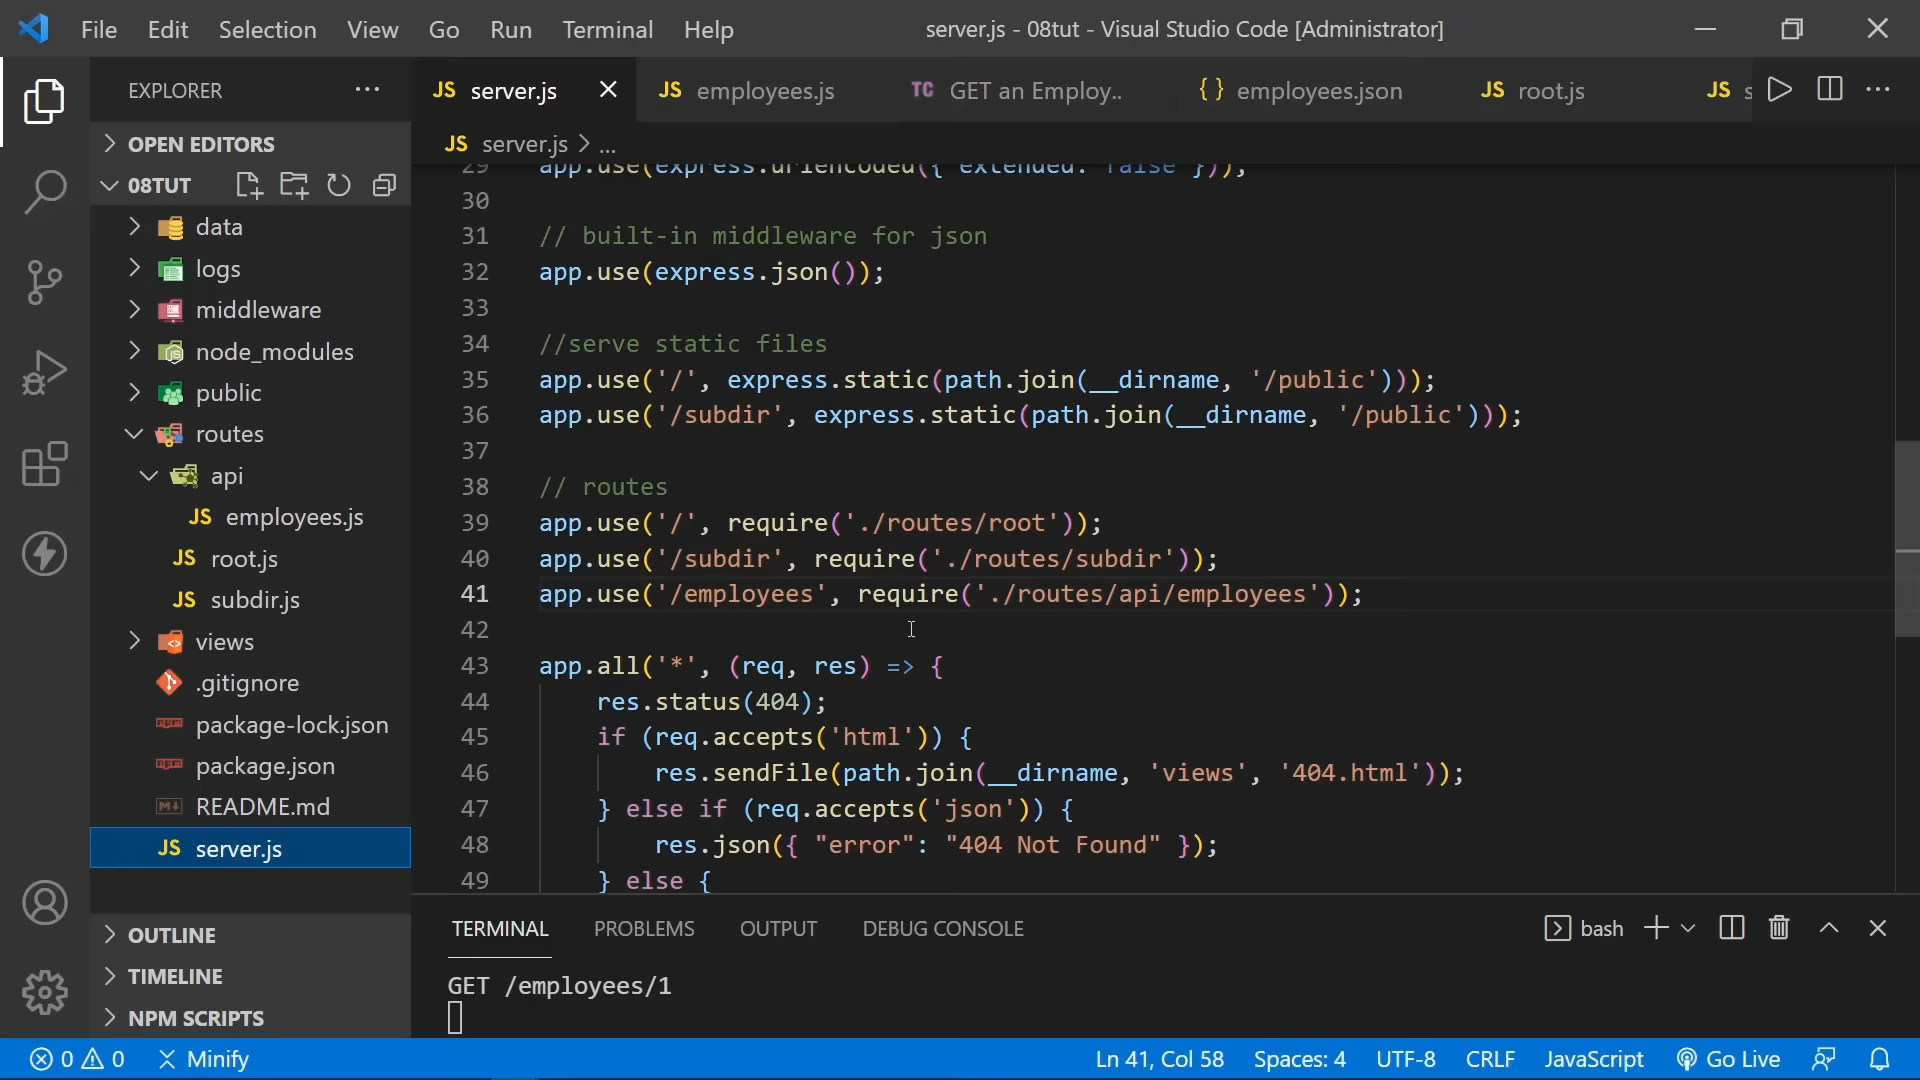 File Edit Selection View Go Run Terminal Help
server.js - 08tut - Visual Studio Code [Administrator]
EXPLORER
JS server.js
JS employees.js
TC GET an Employ..
{ } employees.json
JS root.js
JS s
OPEN EDITORS
08TUT
data
logs
middleware
node_modules
public
routes
api
JS employees.js
JS root.js
JS subdir.js
views
.gitignore
package-lock.json
package.json
README.md
JS server.js
OUTLINE
TIMELINE
NPM SCRIPTS
JS server.js > ...
29 app.use(express.urlencoded({ extended: false }));
30
31 // built-in middleware for json
32 app.use(express.json());
33
34 //serve static files
35 app.use('/', express.static(path.join(__dirname, '/public')));
36 app.use('/subdir', express.static(path.join(__dirname, '/public')));
37
38 // routes
39 app.use('/', require('./routes/root'));
40 app.use('/subdir', require('./routes/subdir'));
41 app.use('/employees', require('./routes/api/employees'));
42
43 app.all('*', (req, res) => {
44 res.status(404);
45 if (req.accepts('html')) {
46 res.sendFile(path.join(__dirname, 'views', '404.html'));
47 } else if (req.accepts('json')) {
48 res.json({ "error": "404 Not Found" });
49 } else {
TERMINAL PROBLEMS OUTPUT DEBUG CONSOLE
bash
GET /employees/1
0 0 Minify
Ln 41, Col 58 Spaces: 4 UTF-8 CRLF JavaScript Go Live